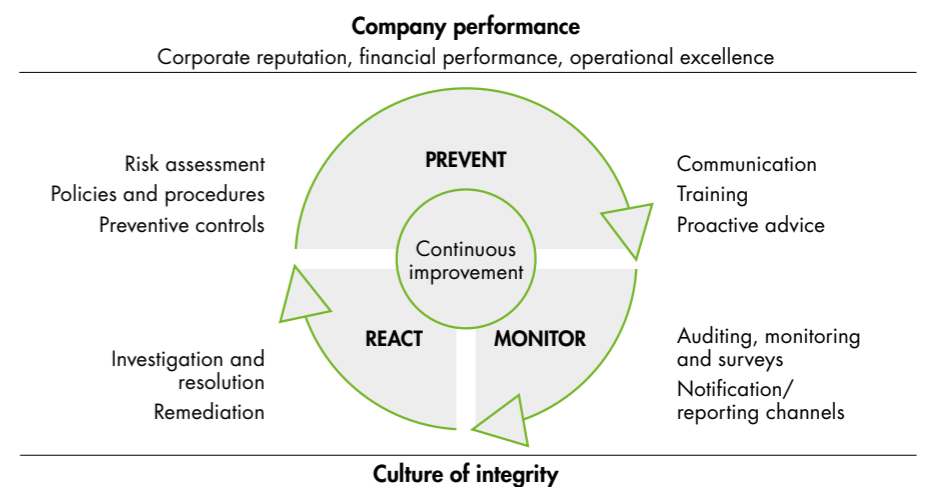 Company performance
Corporate reputation, financial performance, operational excellence
PREVENT
Risk assessment
Policies and procedures
Preventive controls
Communication
Training
Proactive advice
Continuous
improvement
REACT
MONITOR
Investigation and
resolution
Remediation
Auditing, monitoring
and surveys
Notification/
reporting channels
Culture of integrity